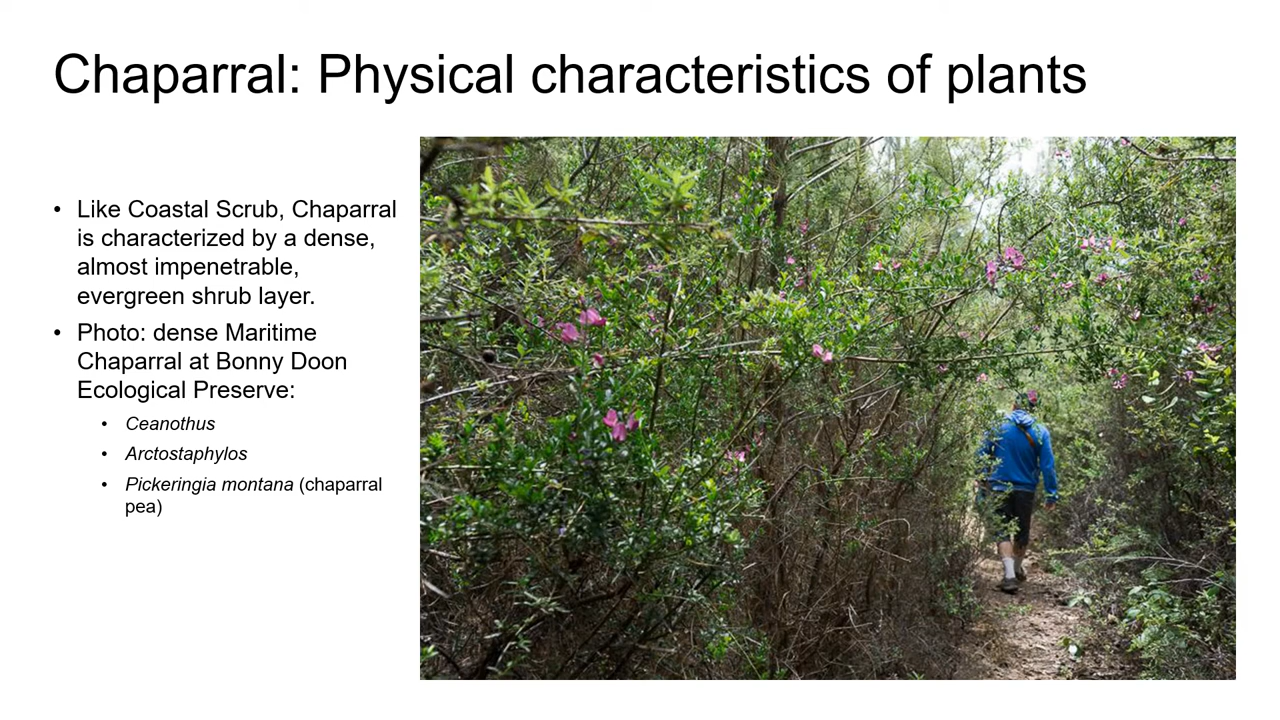 Chaparral: Physical characteristics of plants
• Like Coastal Scrub, Chaparral
is characterized by a dense,
almost impenetrable,
evergreen shrub layer.
• Photo: dense Maritime
Chaparral at Bonny Doon
Ecological Preserve:
• Ceanothus
• Arctostaphylos
• Pickeringia montana (chaparral
pea)